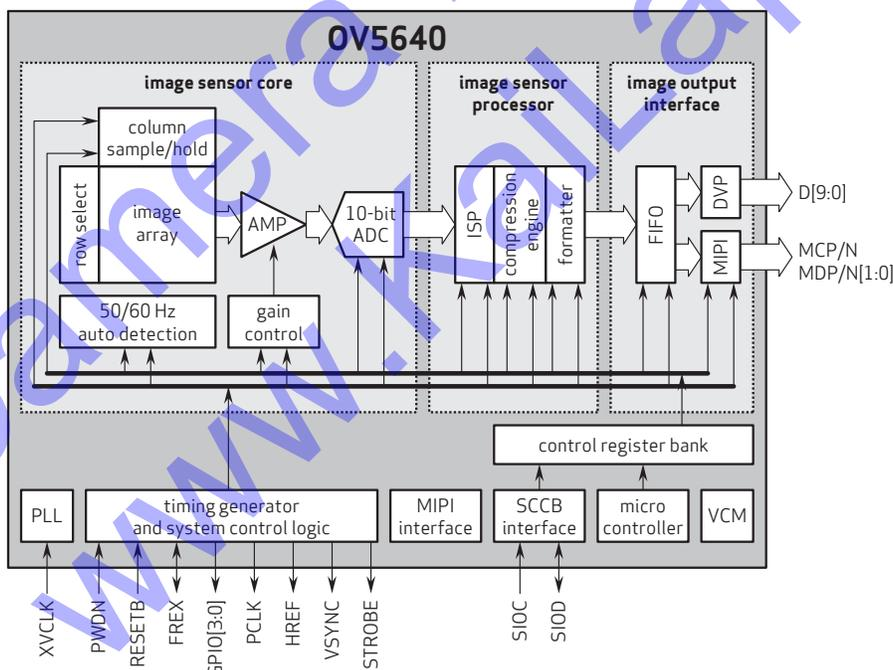 OV5640
image sensor core
image sensor
processor
image output
interface
column
sample/hold
row select
image
array
AMP
10-bit
ADC
ISP
compression
engine
formatter
FIFO
DVP
MIPI
D[9:0]
MCP/N
MDP/N[1:0]
50/60 Hz
auto detection
gain
control
control register bank
PLL
timing generator
and system control logic
MIPI
interface
SCCB
interface
micro
controller
VCM
XVCLK
PWDN
RESETB
FREX
GPIO[3:0]
PCLK
HREF
VSYNC
STROBE
SIOC
SIOD